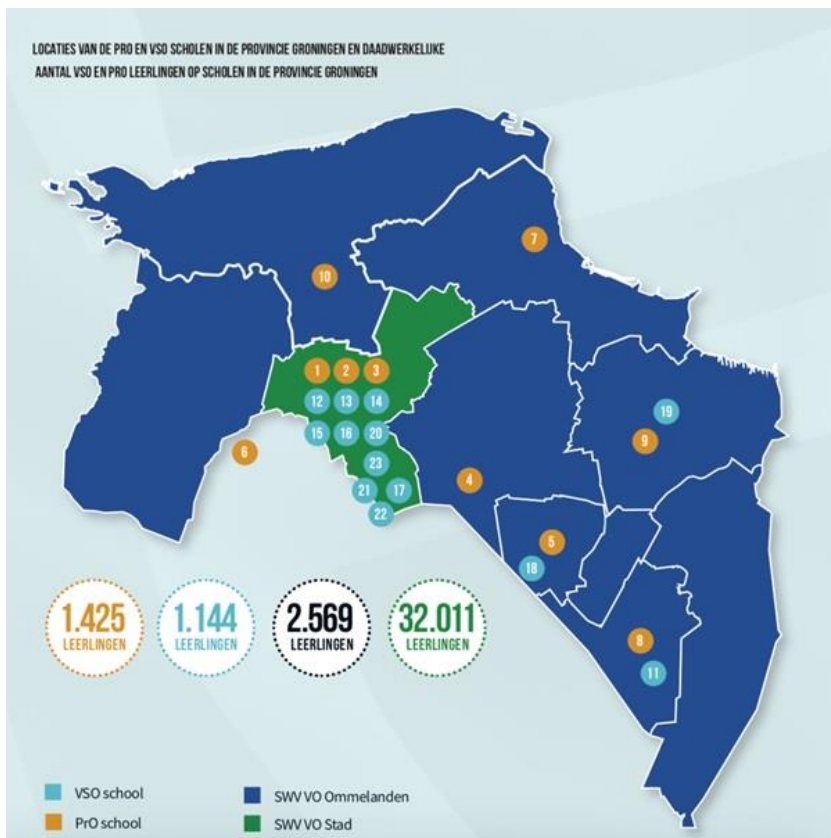 LOCATIES VAN DE PRO EN VSO SCHOLEN IN DE PROVINCIE GRONINGEN EN DAADWERKELIJKE
AANTAL VSO EN PRO LEERLINGEN OP SCHOLEN IN DE PROVINCIE GRONINGEN
7
10
1 2 3
12 13 14
19
15 16 20
9
6
23
4
21 17
22
5
18
1.425 1.144 2.569 32.011
LEERLINGEN LEERLINGEN LEERLINGEN LEERLINGEN
8
11
VSO school SWV VO Ommelanden
PrO school SWV VO Stad